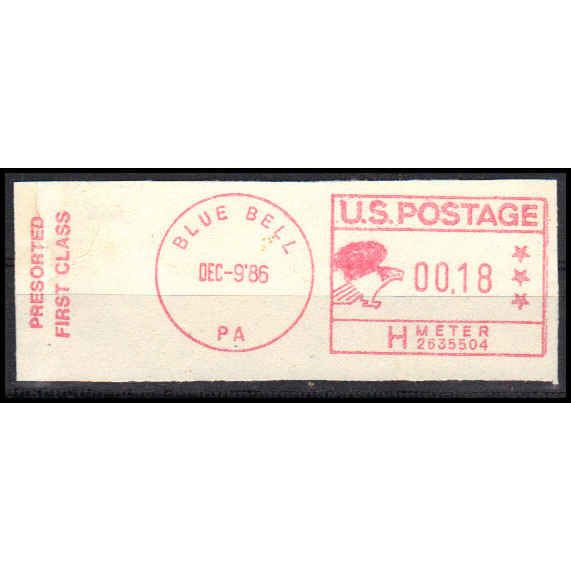 PRESORTED
FIRST CLASS
BLUE BELL
DEC-9'86
PA
U.S. POSTAGE
00.18
H METER
2635504